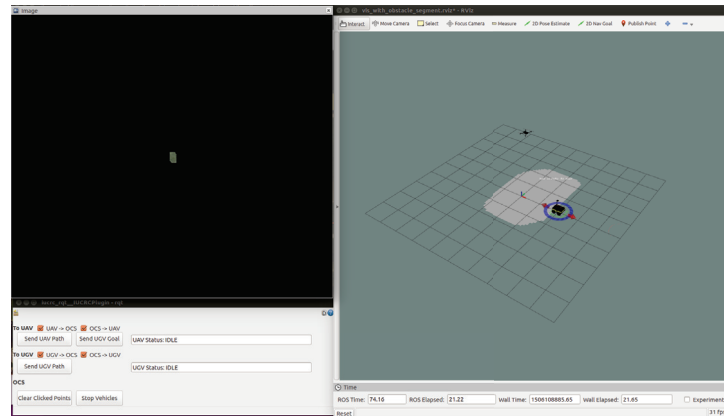 image
vis_with_obstacle_segment.rviz* - RViz
Interact Move Camera Select Focus Camera Measure 2D Pose Estimate 2D Nav Goal Publish Point
To UAV UAV -> OCS OCS -> UAV
Send UAV Path Send UGV Goal UAV Status: IDLE
To UGV UGV -> OCS OCS -> UGV
Send UGV Path UGV Status: IDLE
OCS
Clear Clicked Points Stop Vehicles
Time
ROS Time: 74.16 ROS Elapsed: 21.22 Wall Time: 1506108885.65 Wall Elapsed: 21.65 Experiment
Reset 31 fp